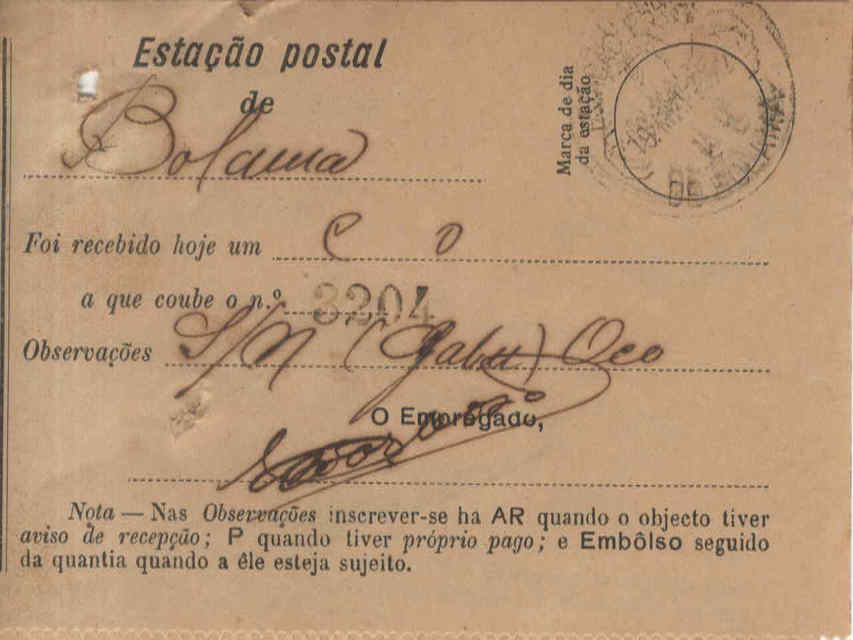 Estação postal
de
Bolama
Marca de dia
da estação
Foi recebido hoje um C O
a que coube o n.º 3204
Observações S/N (Gabu) Oco
O Empregado,
Nota — Nas Observações inscrever-se ha AR quando o objecto tiver
aviso de recepção; P quando tiver próprio pago; e Embôlso seguido
da quantia quando a êle esteja sujeito.